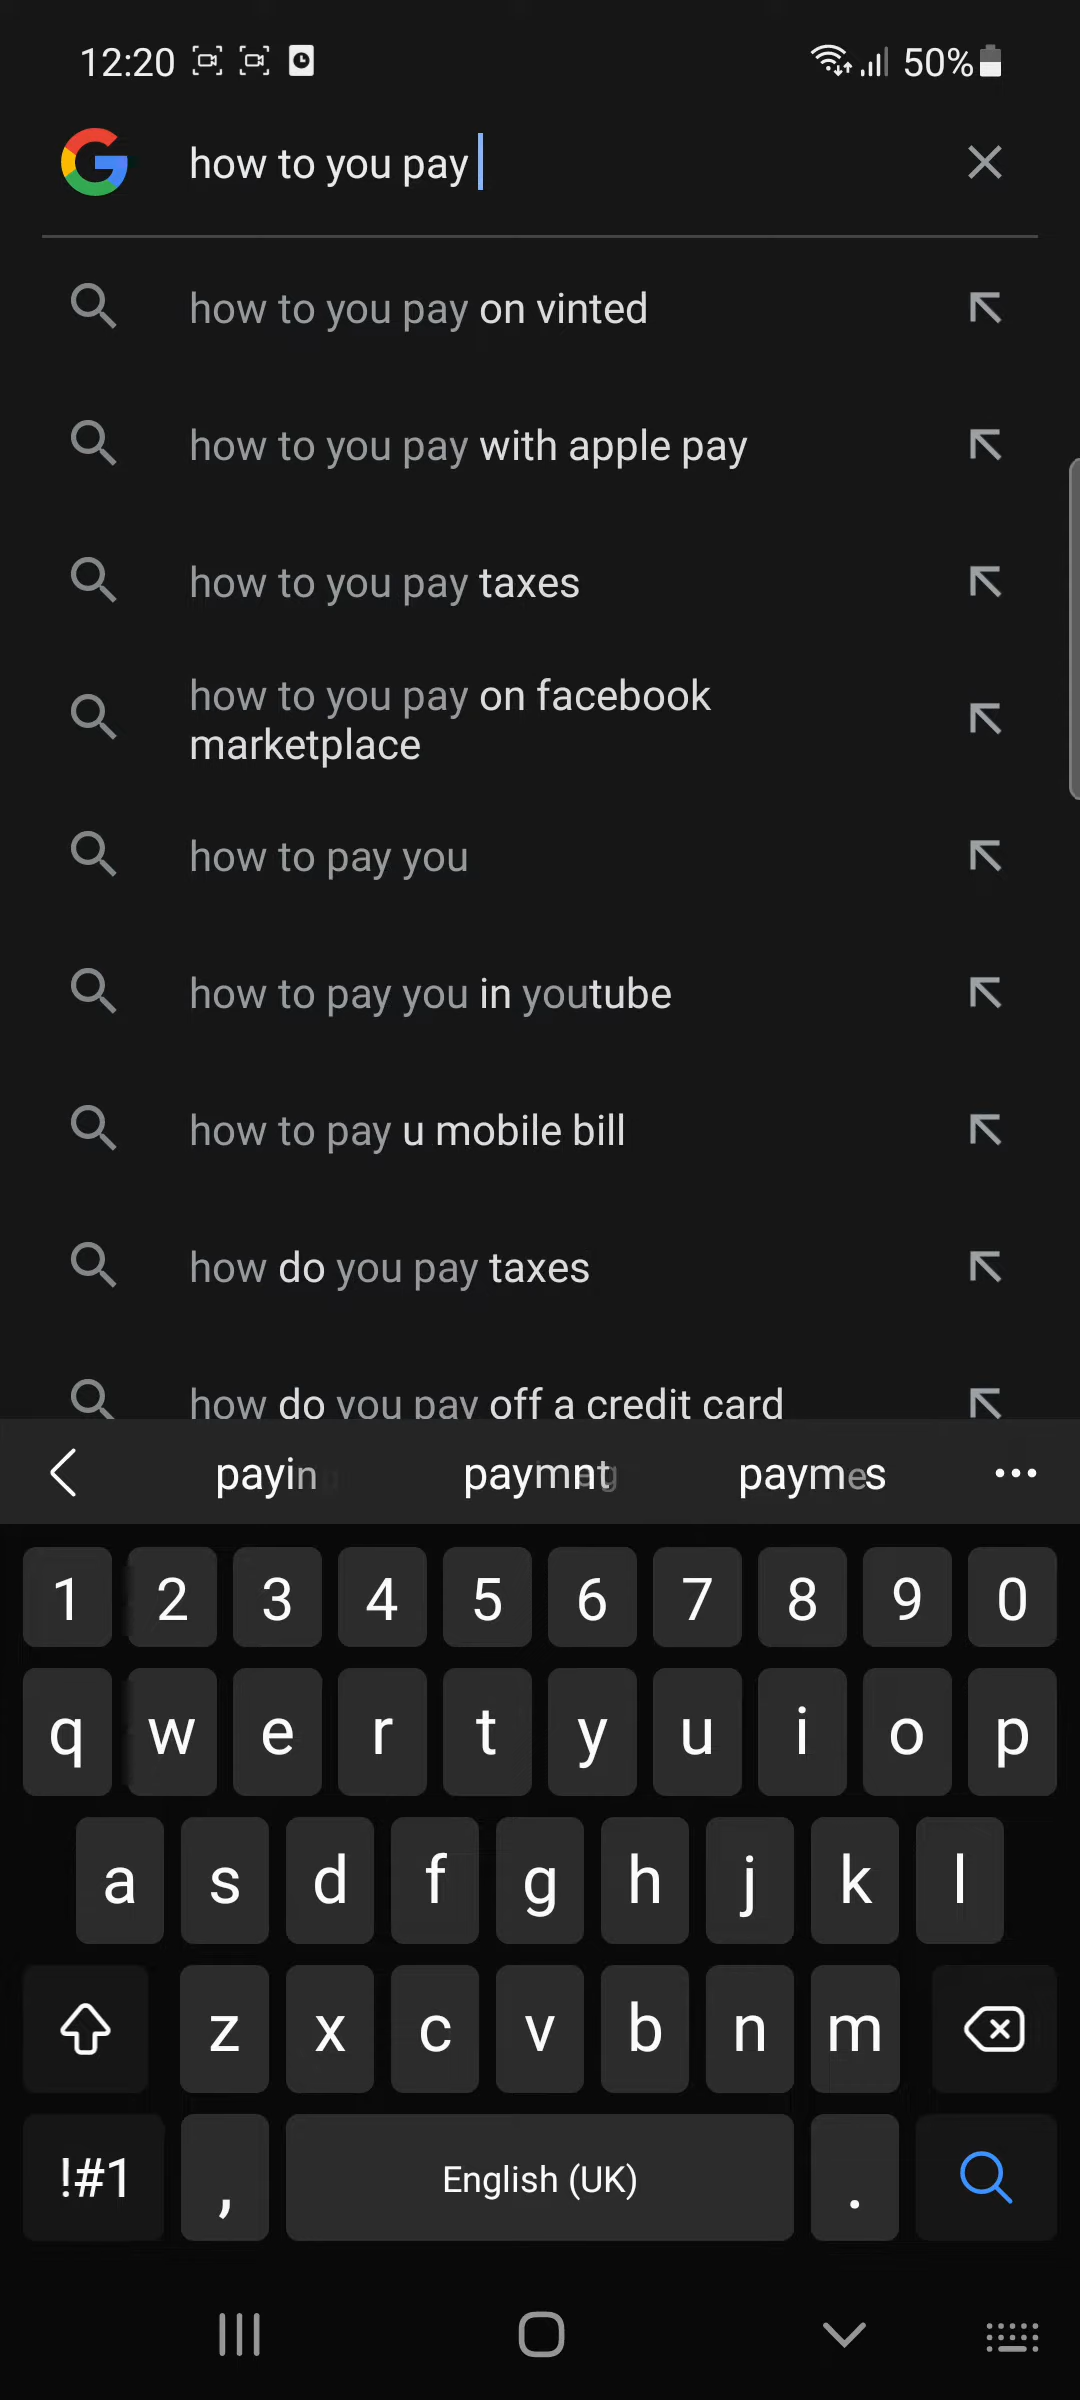 12:20
50%
how to you pay
how to you pay on vinted
how to you pay with apple pay
how to you pay taxes
how to you pay on facebook
marketplace
how to pay you
how to pay you in youtube
how to pay u mobile bill
how do you pay taxes
how do you pay off a credit card
1 2 3 4 5 6 7 8 9 0
q w e r t y u i o p
a s d f g h j k l
z x c v b n m
!#1 , English (UK) .